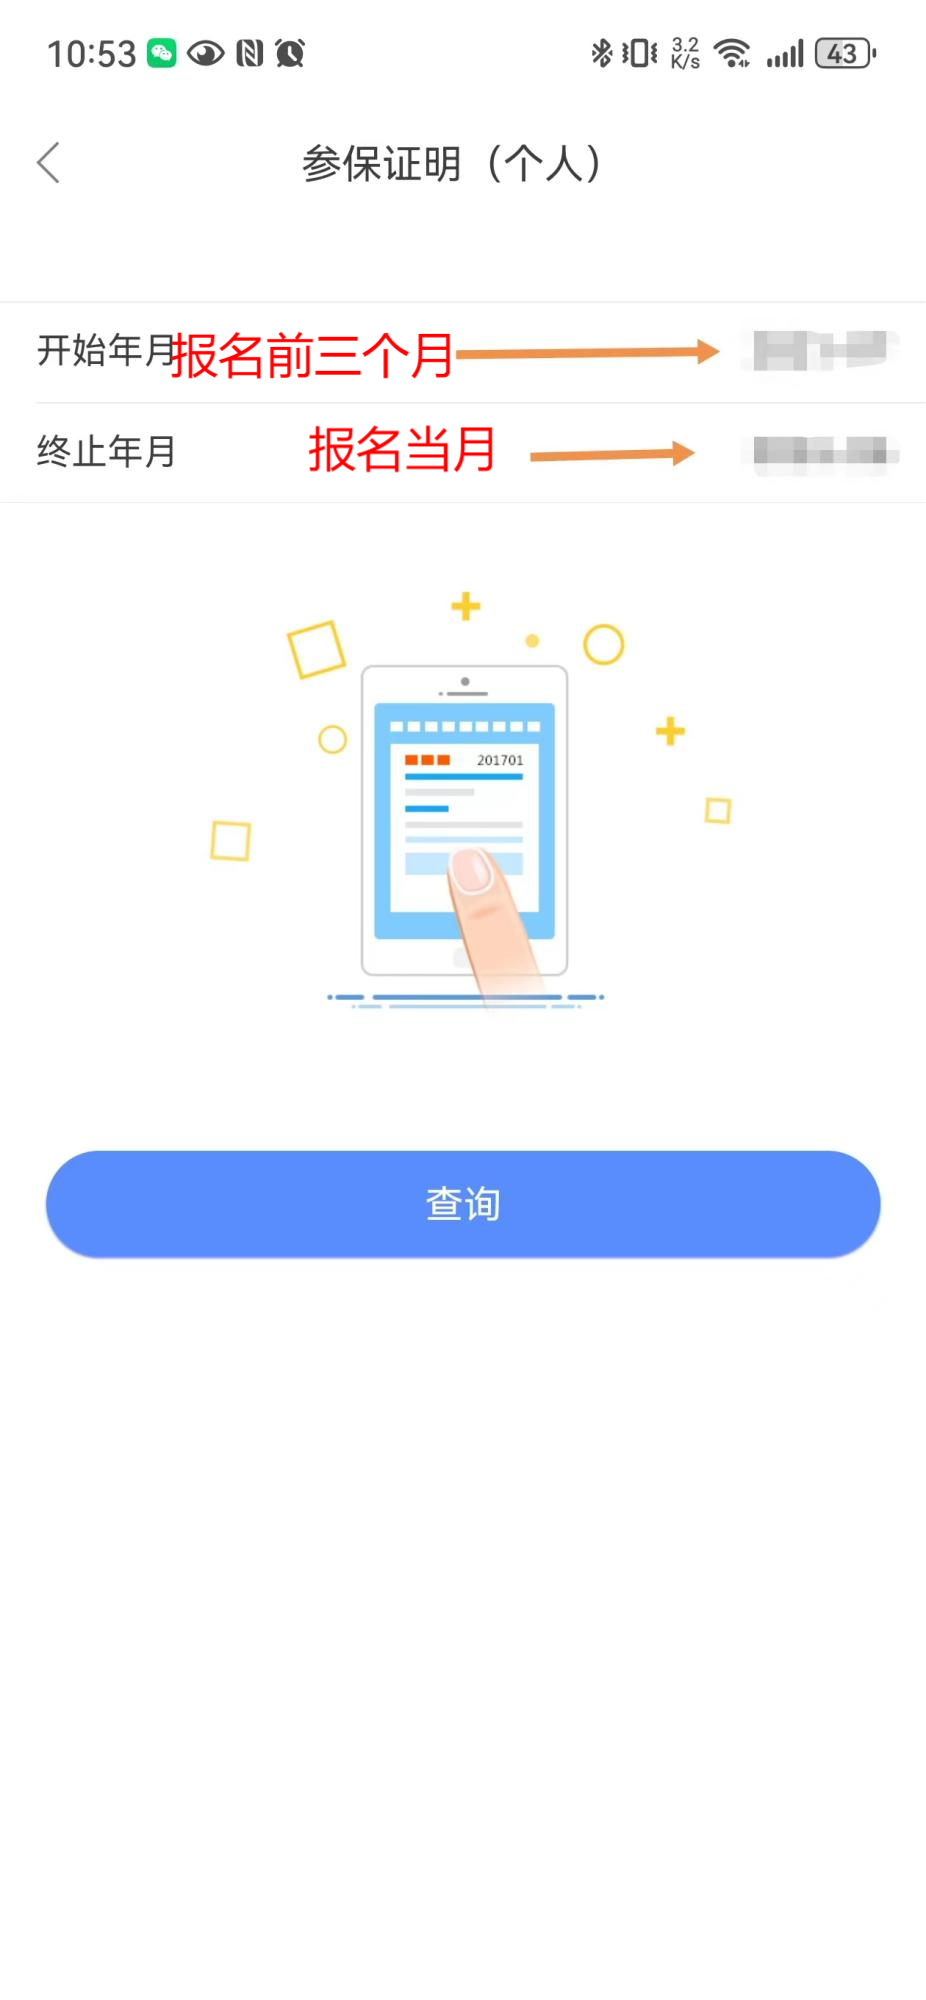 10:53 3.2 K/s 43
参保证明（个人）
开始年月 报名前三个月
终止年月 报名当月
201701
查询